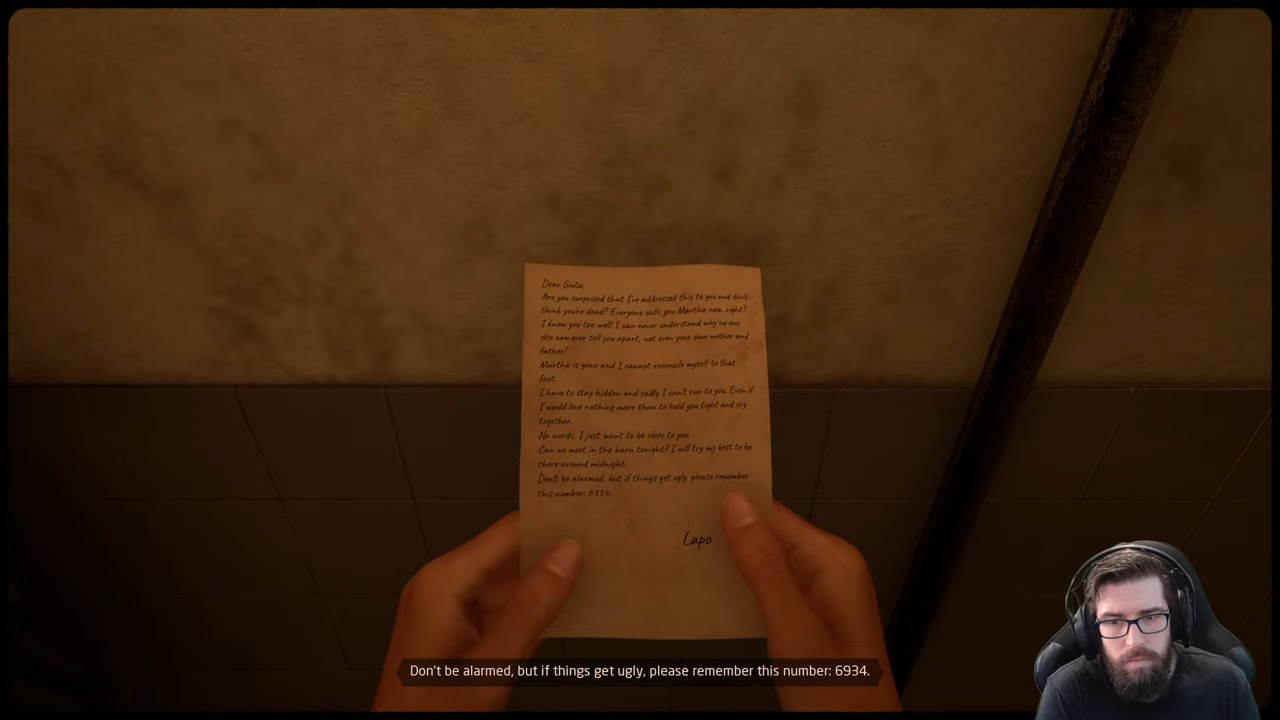 Dear Giulia,
Are you surprised that I've addressed this to you and don't
think you're dead? Everyone calls you Martha now, right?
I know you too well! I can never understand why no one
else can ever tell you apart, not even your own mother and
father!
Martha is gone and I cannot reconcile myself to that
fact.
I have to stay hidden and sadly I can't run to you. Even if
I would love nothing more than to hold you tight and cry
together.
No words, I just want to be close to you.
Can we meet in the barn tonight? I will try my best to be
there around midnight.
Don't be alarmed, but if things get ugly, please remember
this number: 6934.
Lapo
Don't be alarmed, but if things get ugly, please remember this number: 6934.